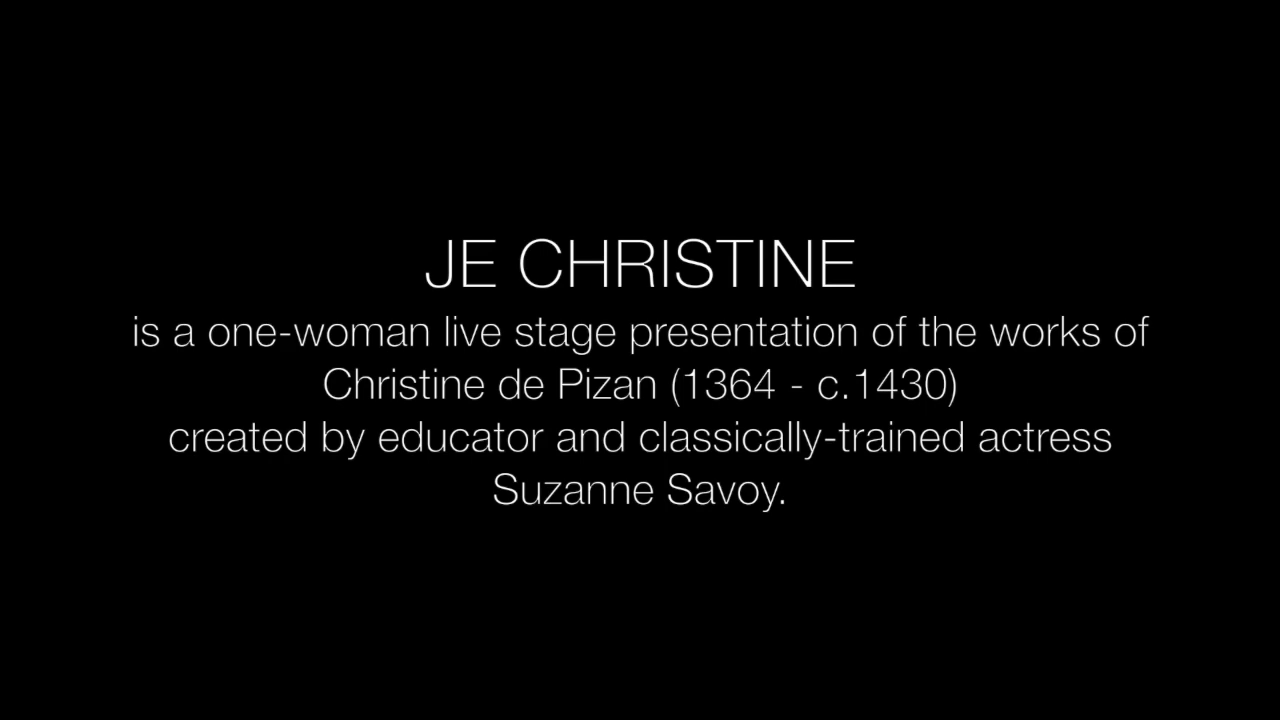 JE CHRISTINE
is a one-woman live stage presentation of the works of
Christine de Pizan (1364 - c.1430)
created by educator and classically-trained actress
Suzanne Savoy.